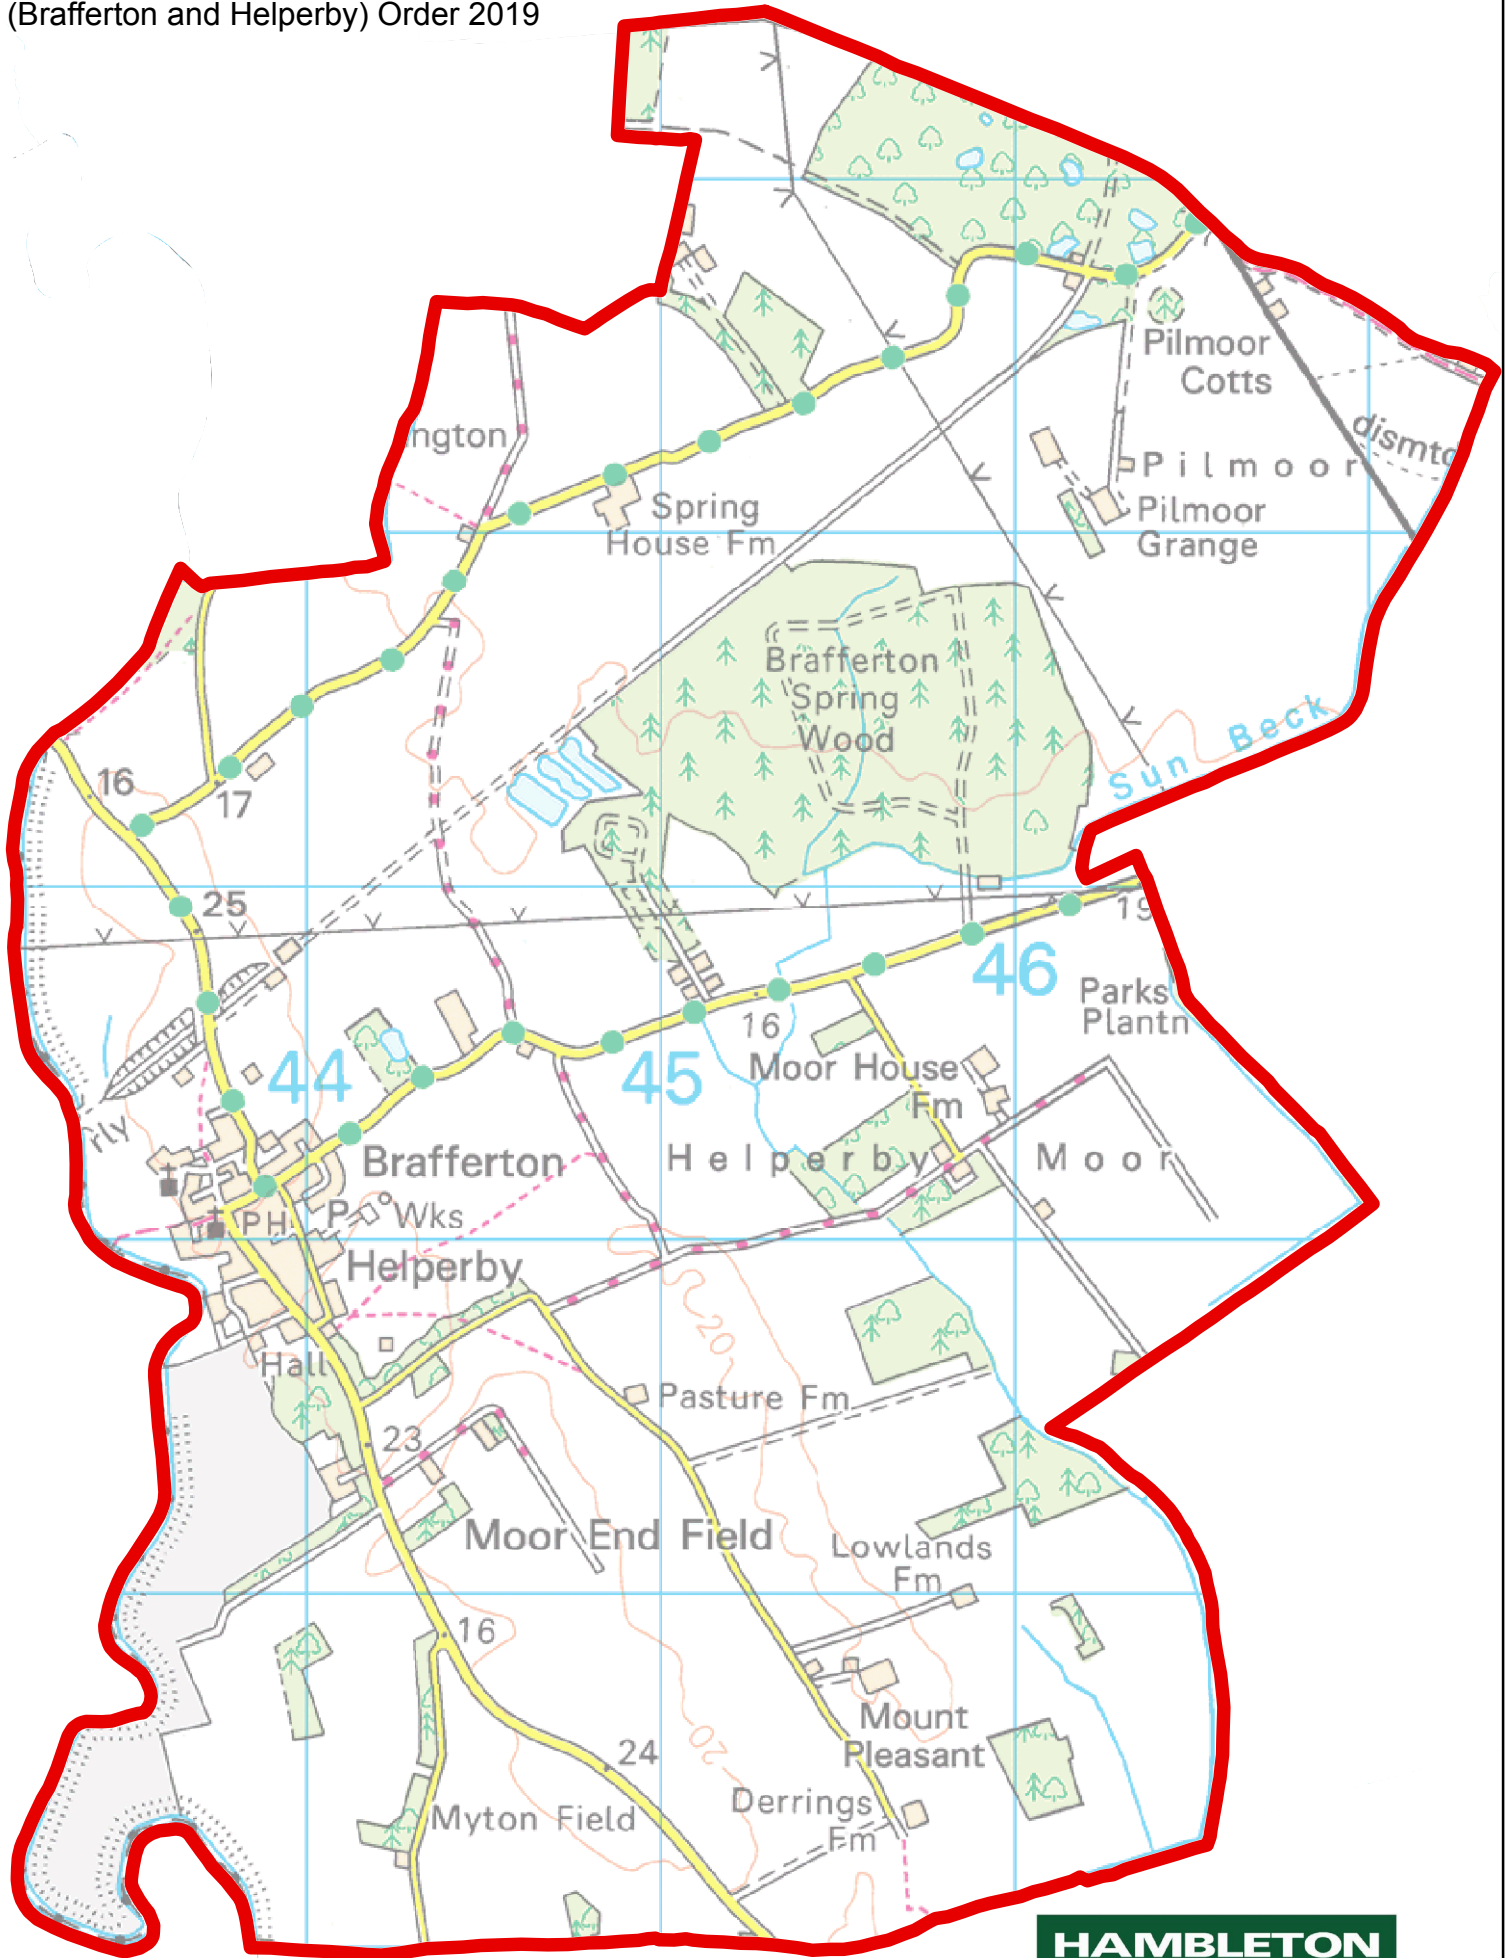 (Brafferton and Helperby) Order 2019
ngton
Pilmoor
Cotts
dismtd
Pilmoor
Spring
House Fm
Pilmoor
Grange
Brafferton
Spring
Wood
Sun Beck
16
17
25
19
46
Parks
Plantn
16
44
45
Moor House
Fm
rly
Brafferton
Helperby Moor
PH
P
Wks
Helperby
20
Hall
Pasture Fm
23
Moor End Field
Lowlands
Fm
16
Mount
Pleasant
20
24
Derrings
Fm
Myton Field
HAMBLETON